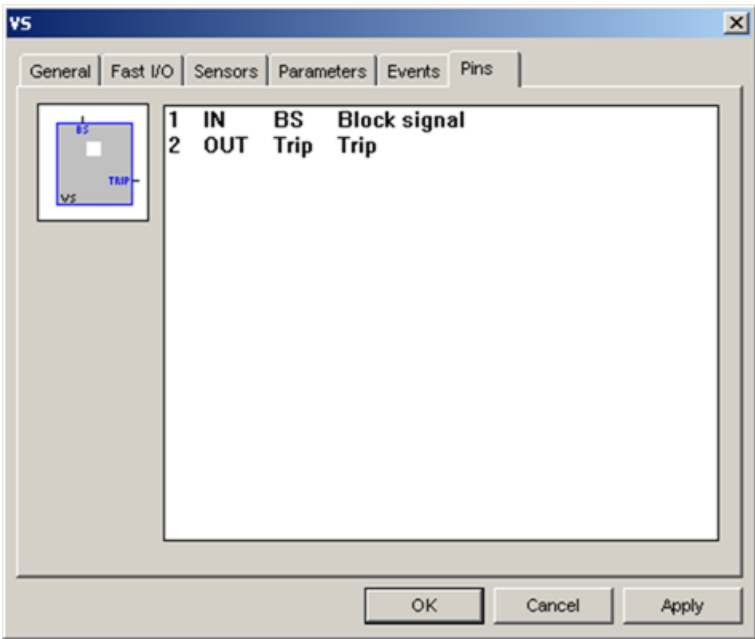 VS
General Fast I/O Sensors Parameters Events Pins
BS
TRIP
VS
1 IN BS Block signal
2 OUT Trip Trip
OK Cancel Apply